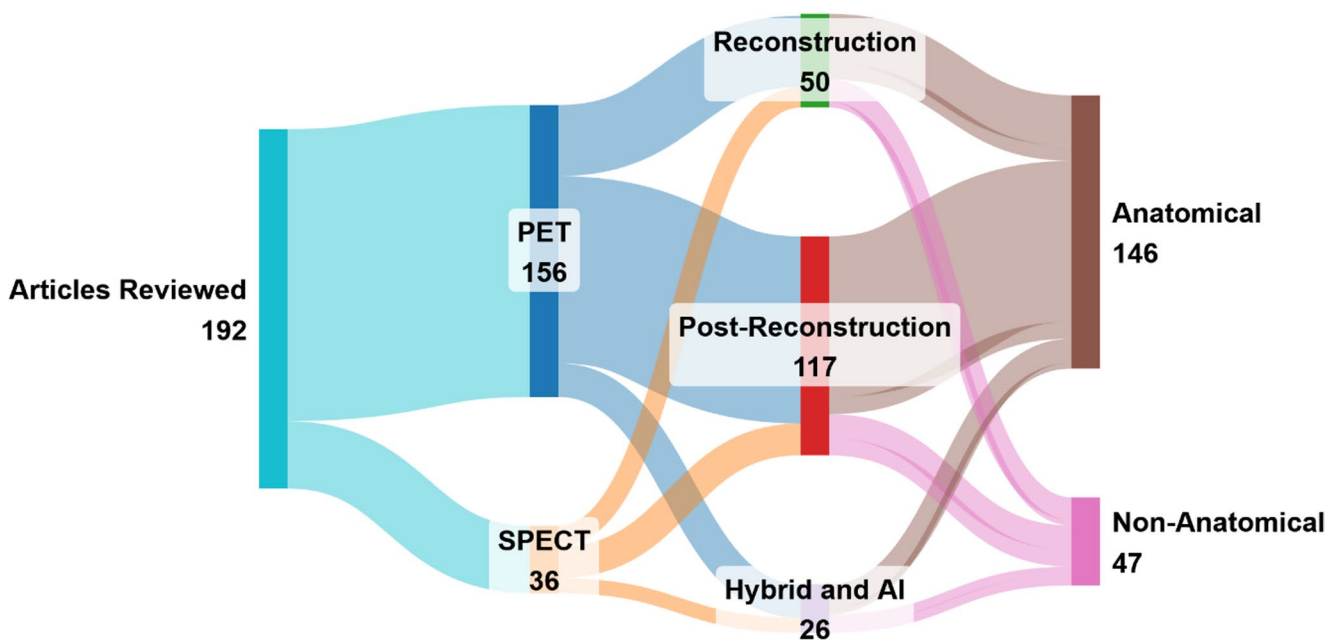 Articles Reviewed
192
PET
156
SPECT
36
Reconstruction
50
Post-Reconstruction
117
Hybrid and AI
26
Anatomical
146
Non-Anatomical
47